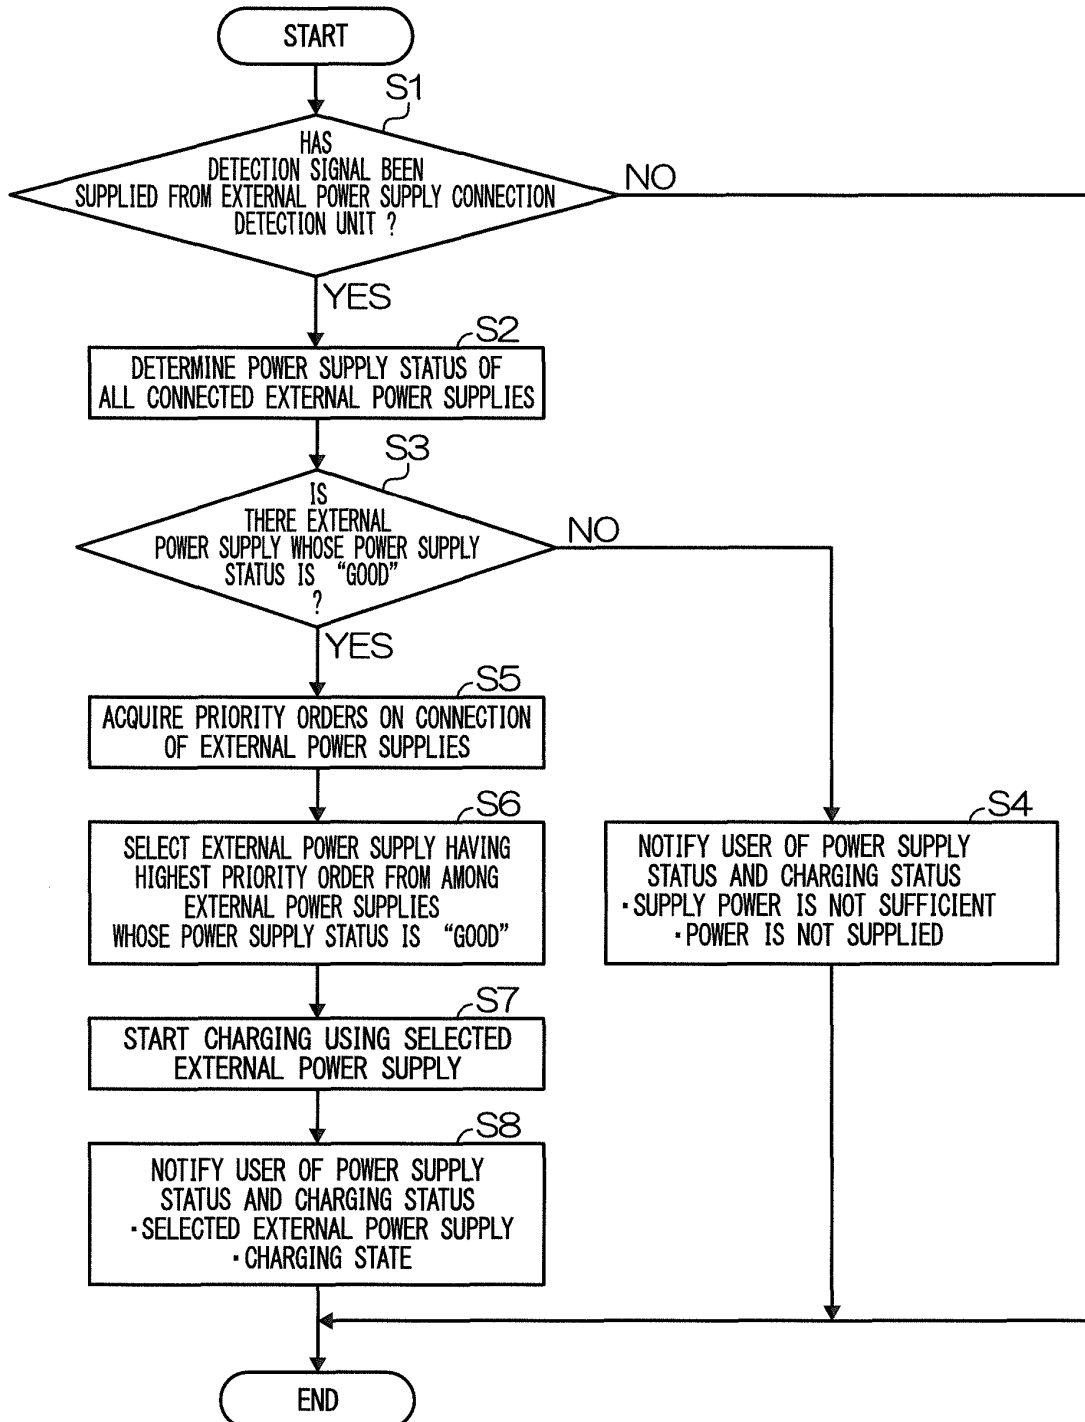 START
S1
HAS
DETECTION SIGNAL BEEN
SUPPLIED FROM EXTERNAL POWER SUPPLY CONNECTION
DETECTION UNIT ?
NO
YES
S2
DETERMINE POWER SUPPLY STATUS OF
ALL CONNECTED EXTERNAL POWER SUPPLIES
S3
IS
THERE EXTERNAL
POWER SUPPLY WHOSE POWER SUPPLY
STATUS IS “GOOD”
?
NO
YES
S5
ACQUIRE PRIORITY ORDERS ON CONNECTION
OF EXTERNAL POWER SUPPLIES
S6
SELECT EXTERNAL POWER SUPPLY HAVING
HIGHEST PRIORITY ORDER FROM AMONG
EXTERNAL POWER SUPPLIES
WHOSE POWER SUPPLY STATUS IS “GOOD”
S4
NOTIFY USER OF POWER SUPPLY
STATUS AND CHARGING STATUS
・SUPPLY POWER IS NOT SUFFICIENT
・POWER IS NOT SUPPLIED
S7
START CHARGING USING SELECTED
EXTERNAL POWER SUPPLY
S8
NOTIFY USER OF POWER SUPPLY
STATUS AND CHARGING STATUS
・SELECTED EXTERNAL POWER SUPPLY
・CHARGING STATE
END